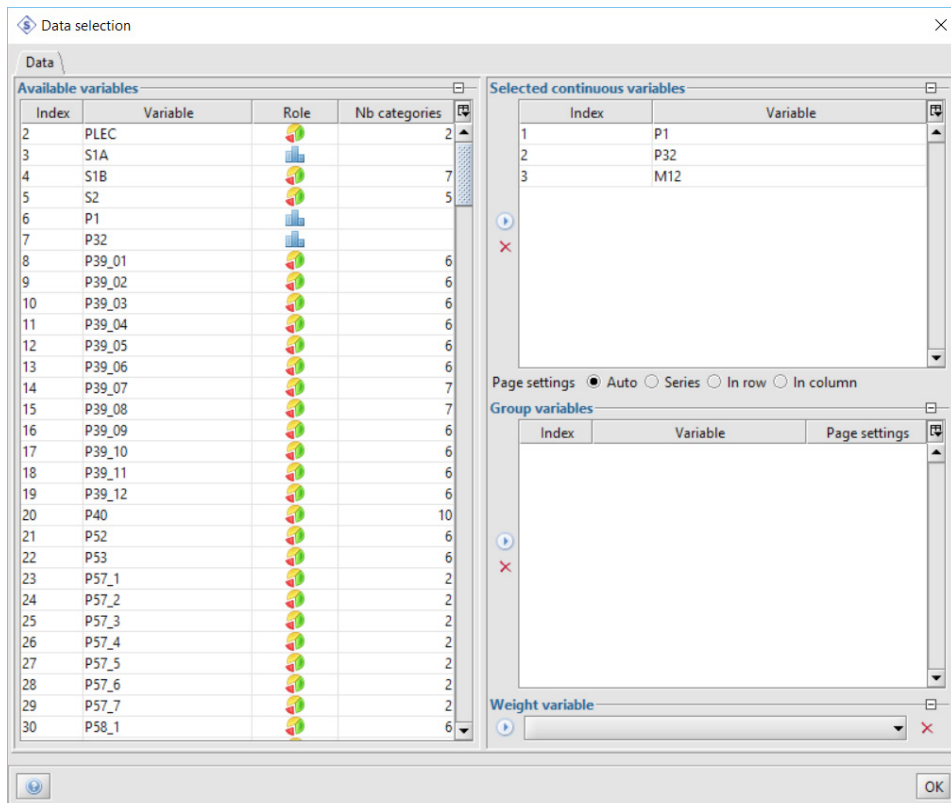 Data selection
Data
Available variables
Index Variable Role Nb categories
2 PLEC 2
3 S1A
4 S1B 7
5 S2 5
6 P1
7 P32
8 P39_01 6
9 P39_02 6
10 P39_03 6
11 P39_04 6
12 P39_05 6
13 P39_06 6
14 P39_07 7
15 P39_08 7
16 P39_09 6
17 P39_10 6
18 P39_11 6
19 P39_12 6
20 P40 10
21 P52 6
22 P53 6
23 P57_1 2
24 P57_2 2
25 P57_3 2
26 P57_4 2
27 P57_5 2
28 P57_6 2
29 P57_7 2
30 P58_1 6
Selected continuous variables
Index Variable
1 P1
2 P32
3 M12
Page settings Auto Series In row In column
Group variables
Index Variable Page settings
Weight variable
OK